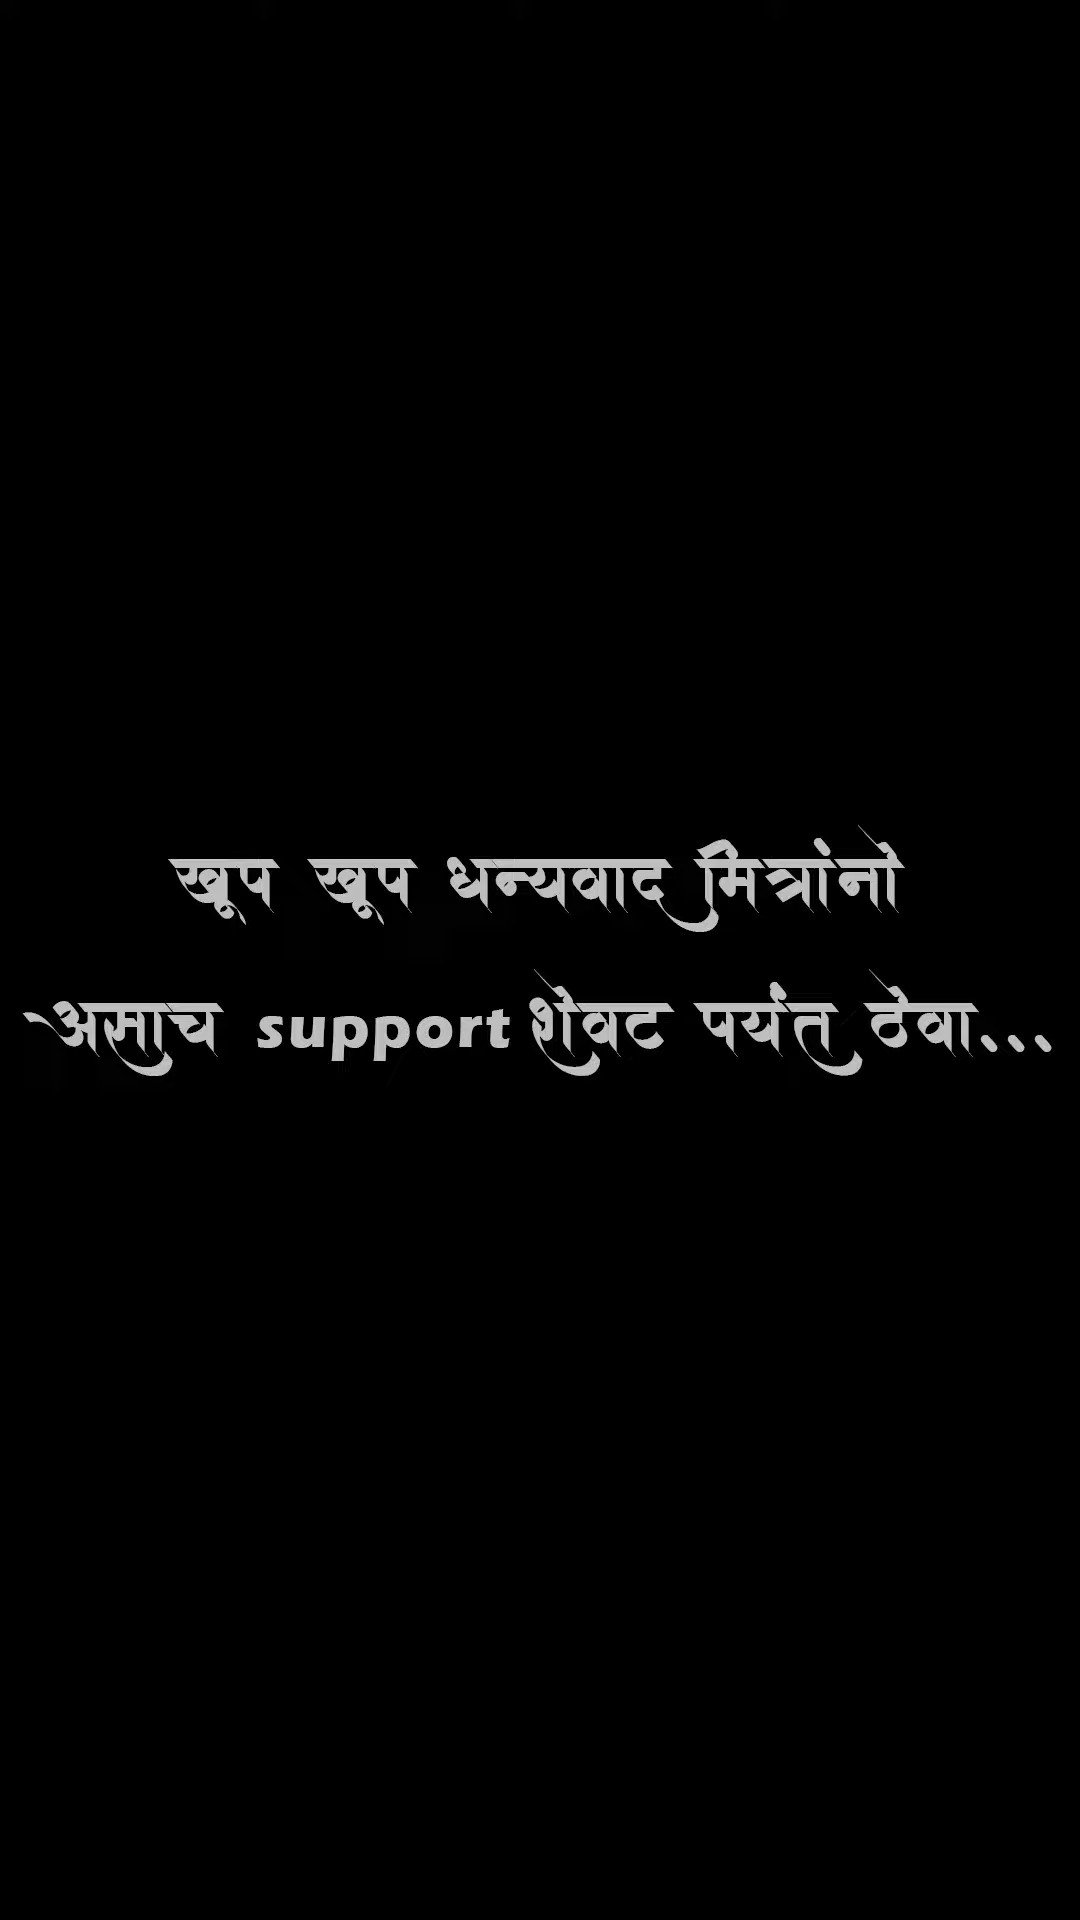 खूप खूप धन्यवाद मित्रांनो
असाच support शेवट पर्यंत ठेवा...